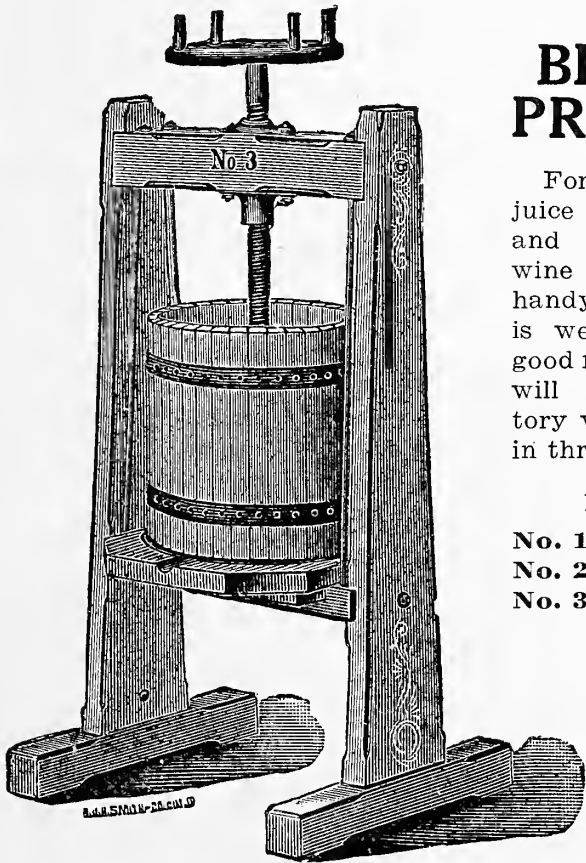 No 3
BE
PR
For
juice
and
wine
handy
is we
good
will
tory
in thr
No. 1
No. 2
No. 3